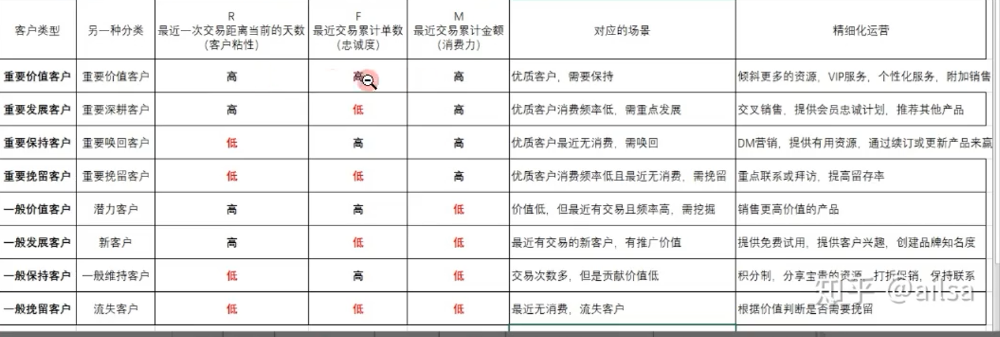 客户类型 另一种分类 R F M 对应的场景 精细化运营
最近一次交易距离当前的天数 最近交易累计单数 最近交易累计金额
（客户粘性） （忠诚度） （消费力）
重要价值客户 重要价值客户 高 高 高 优质客户，需要保持 倾斜更多的资源，VIP服务，个性化服务，附加销售
重要发展客户 重要深耕客户 高 低 高 优质客户消费频率低，需重点发展 交叉销售，提供会员忠诚计划，推荐其他产品
重要保持客户 重要唤回客户 低 高 高 优质客户最近无消费，需唤回 DM营销，提供有用资源，通过续订或更新产品来赢
重要挽留客户 重要挽留客户 低 低 高 优质客户消费频率低且最近无消费，需挽留 重点联系或拜访，提高留存率
一般价值客户 潜力客户 高 高 低 价值低，但最近有交易且频率高，需挖掘 销售更高价值的产品
一般发展客户 新客户 高 低 低 最近有交易的新客户，有推广价值 提供免费试用，提供客户兴趣，创建品牌知名度
一般保持客户 一般维持客户 低 高 低 交易次数多，但是贡献价值低 积分制，分享宝贵的资源，打折促销，保持联系
一般挽留客户 流失客户 低 低 低 最近无消费，流失客户 根据价值判断是否需要挽留
知乎 @ailsa